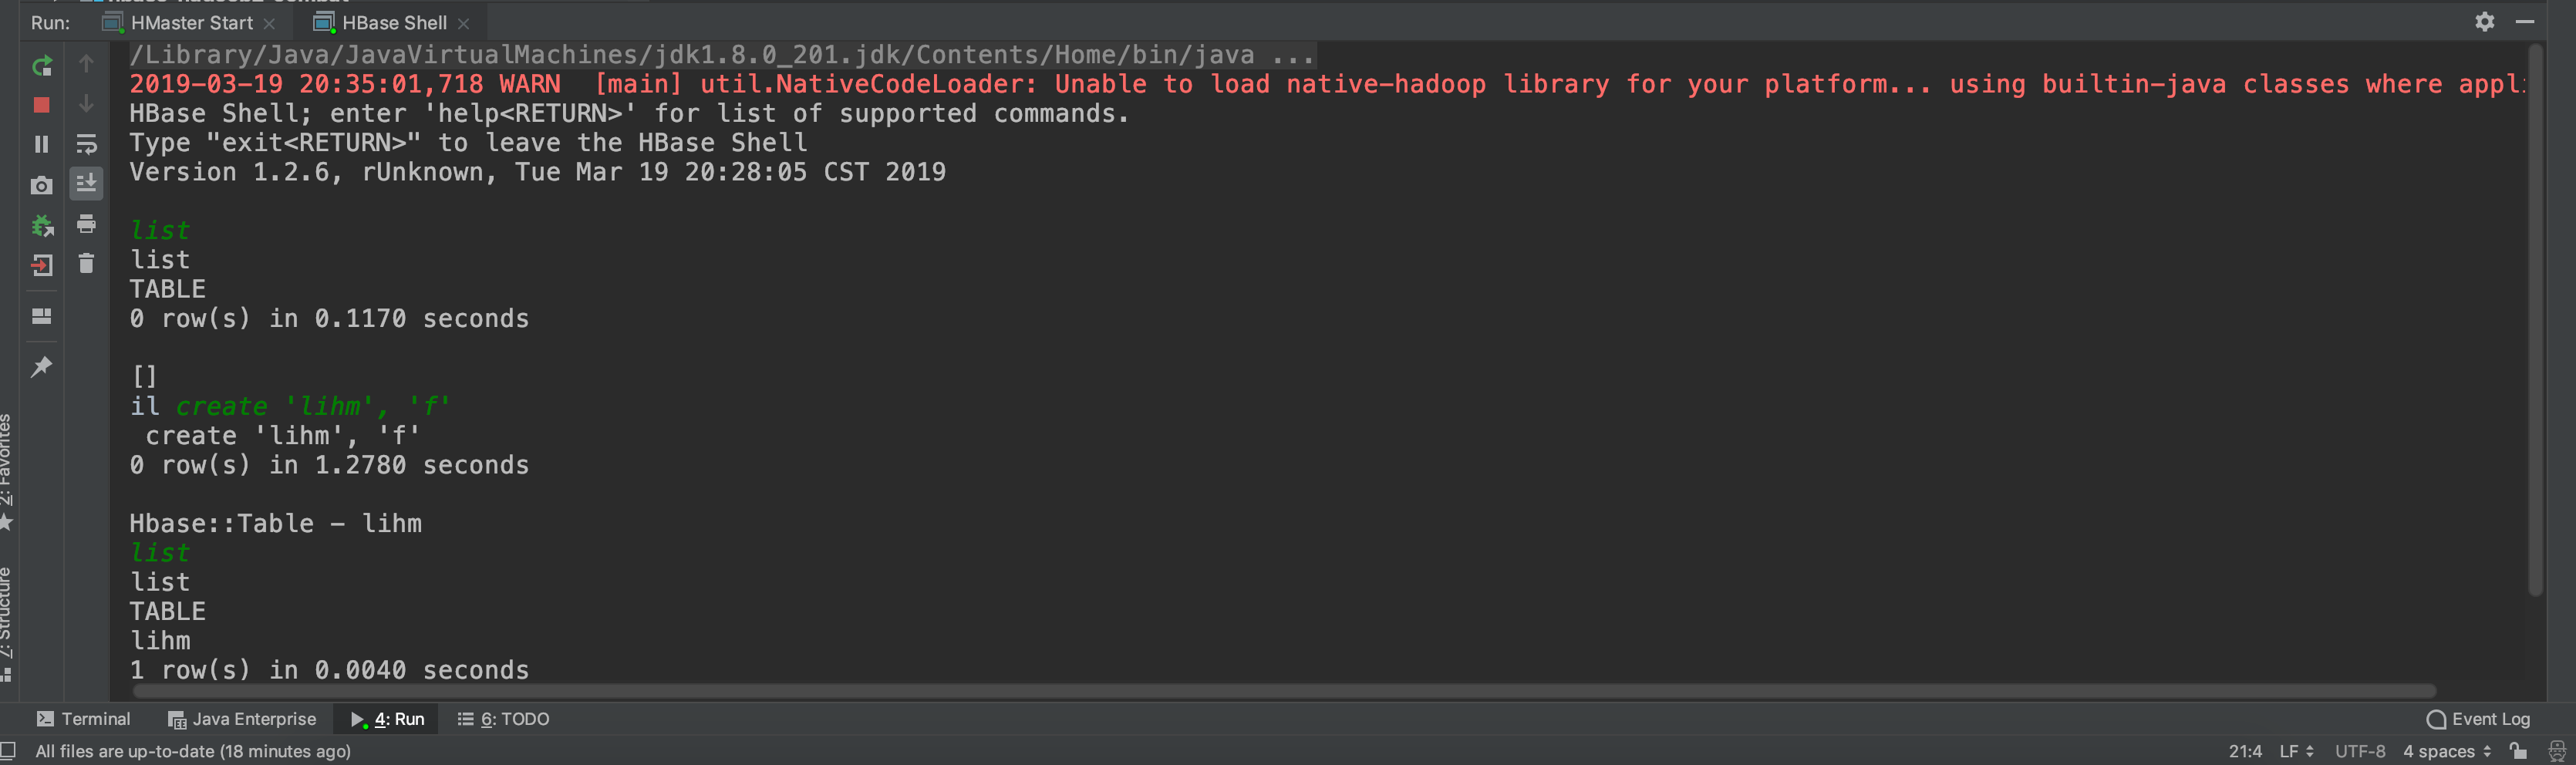 Run: HMaster Start × HBase Shell ×
/Library/Java/JavaVirtualMachines/jdk1.8.0_201.jdk/Contents/Home/bin/java ...
2019-03-19 20:35:01,718 WARN  [main] util.NativeCodeLoader: Unable to load native-hadoop library for your platform... using builtin-java classes where appl
HBase Shell; enter 'help<RETURN>' for list of supported commands.
Type "exit<RETURN>" to leave the HBase Shell
Version 1.2.6, rUnknown, Tue Mar 19 20:28:05 CST 2019
list
list
TABLE
0 row(s) in 0.1170 seconds
[]
il create 'lihm', 'f'
create 'lihm', 'f'
0 row(s) in 1.2780 seconds
Hbase::Table - lihm
list
list
TABLE
lihm
1 row(s) in 0.0040 seconds
2: Favorites
7: Structure
Terminal Java Enterprise 4: Run 6: TODO Event Log
All files are up-to-date (18 minutes ago) 21:4 LF UTF-8 4 spaces